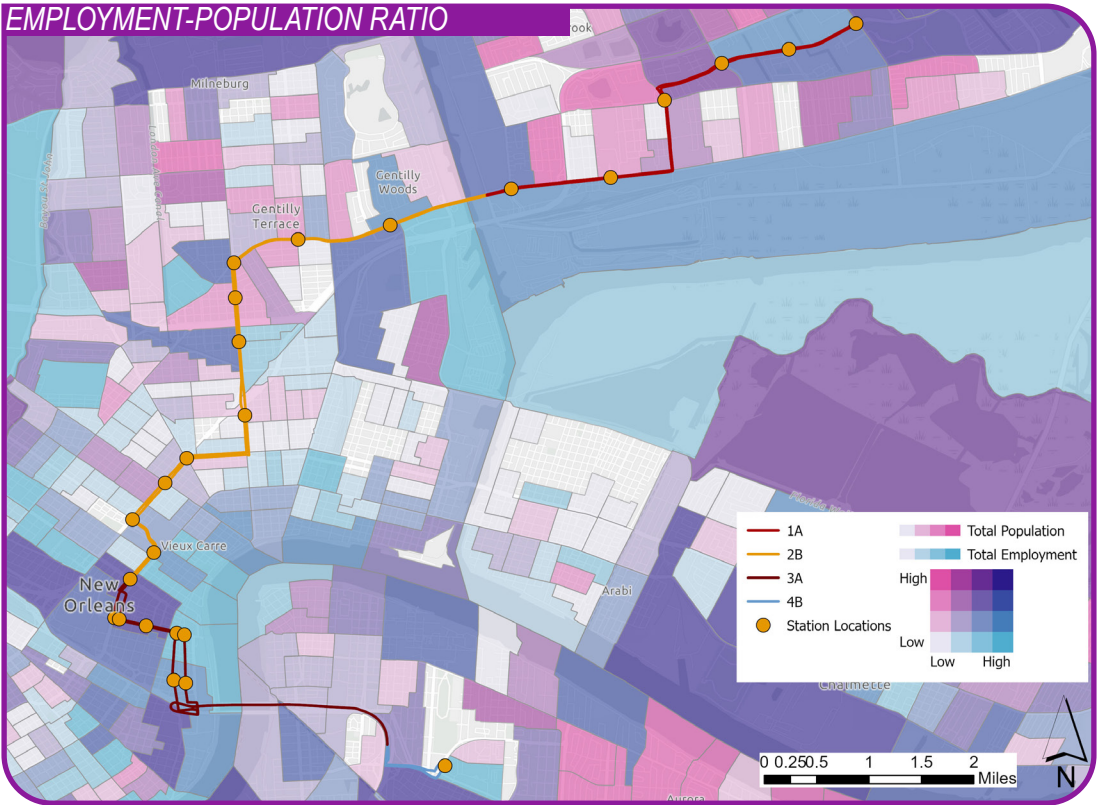 EMPLOYMENT-POPULATION RATIO
ook
Milneburg
Gentilly
Woods
Gentilly
Terrace
Vieux Carre
New
Orleans
Arabi
1A
2B
3A
4B
Station Locations
Total Population
Total Employment
High
Low
Low High
Chalmette
0 0.25 0.5 1 1.5 2
Miles
N
Aurora